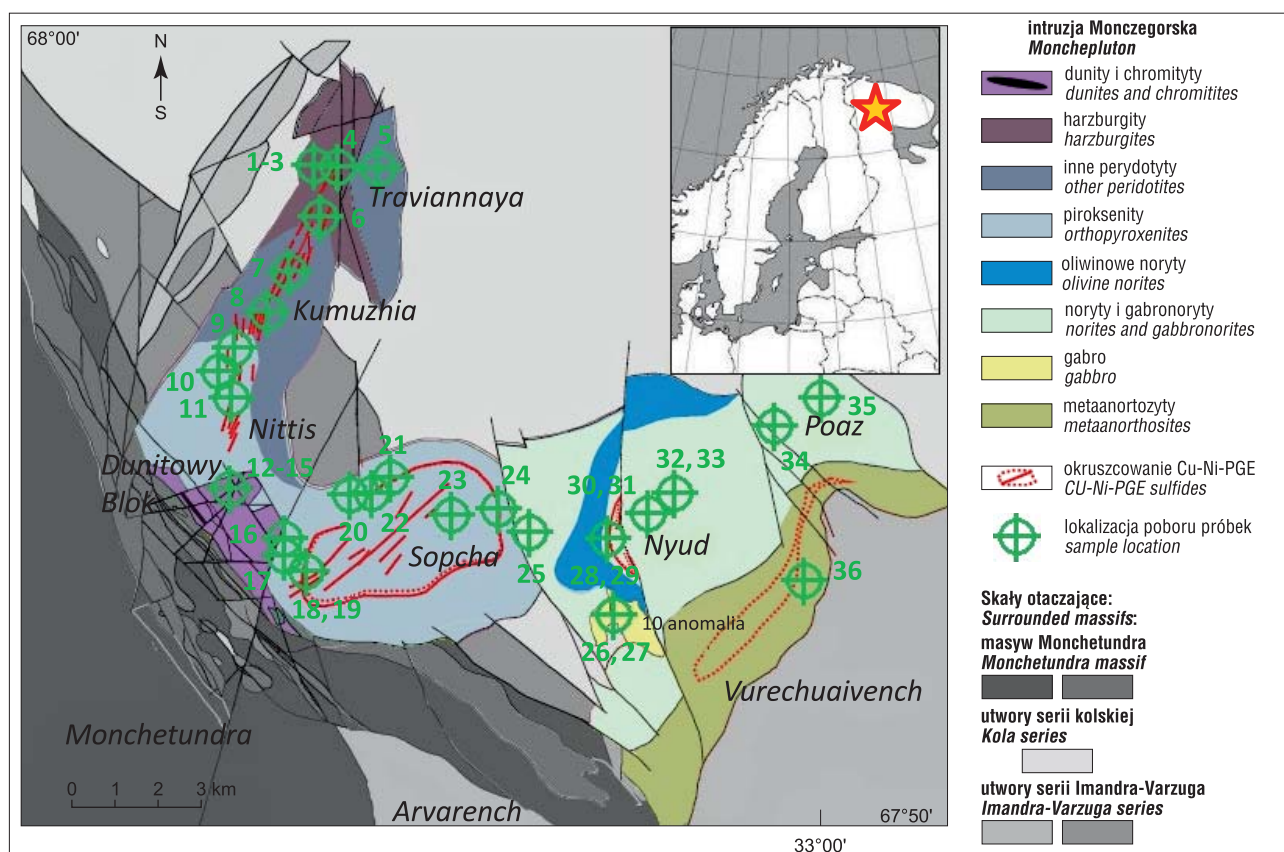 68°00'
N
S
1-3
4
5
Traviannaya
6
7
8
Kumuzhia
9
10
11
Nittis
Dunitowy
Blok
12-15
16
17
18, 19
20
21
22
23
Sopcha
24
25
30, 31
32, 33
Nyud
28, 29
10 anomalia
26, 27
34
35
Poaz
36
Vurechuaivench
Monchetundra
0 1 2 3 km
Arvarench
67°50'
33°00'
intruzja Monczegorska
Monchepluton
dunity i chromityty
dunites and chromitites
harzburgity
harzburgites
inne perydotyty
other peridotites
piroksenity
orthopyroxenites
oliwinowe noryty
olivine norites
noryty i gabronoryty
norites and gabbronorites
gabro
gabbro
metaanortozyty
metaanorthosites
okruszcowanie Cu-Ni-PGE
CU-Ni-PGE sulfides
lokalizacja poboru próbek
sample location
Skały otaczające:
Surrounded massifs:
masyw Monchetundra
Monchetundra massif
utwory serii kolskiej
Kola series
utwory serii Imandra-Varzuga
Imandra-Varzuga series